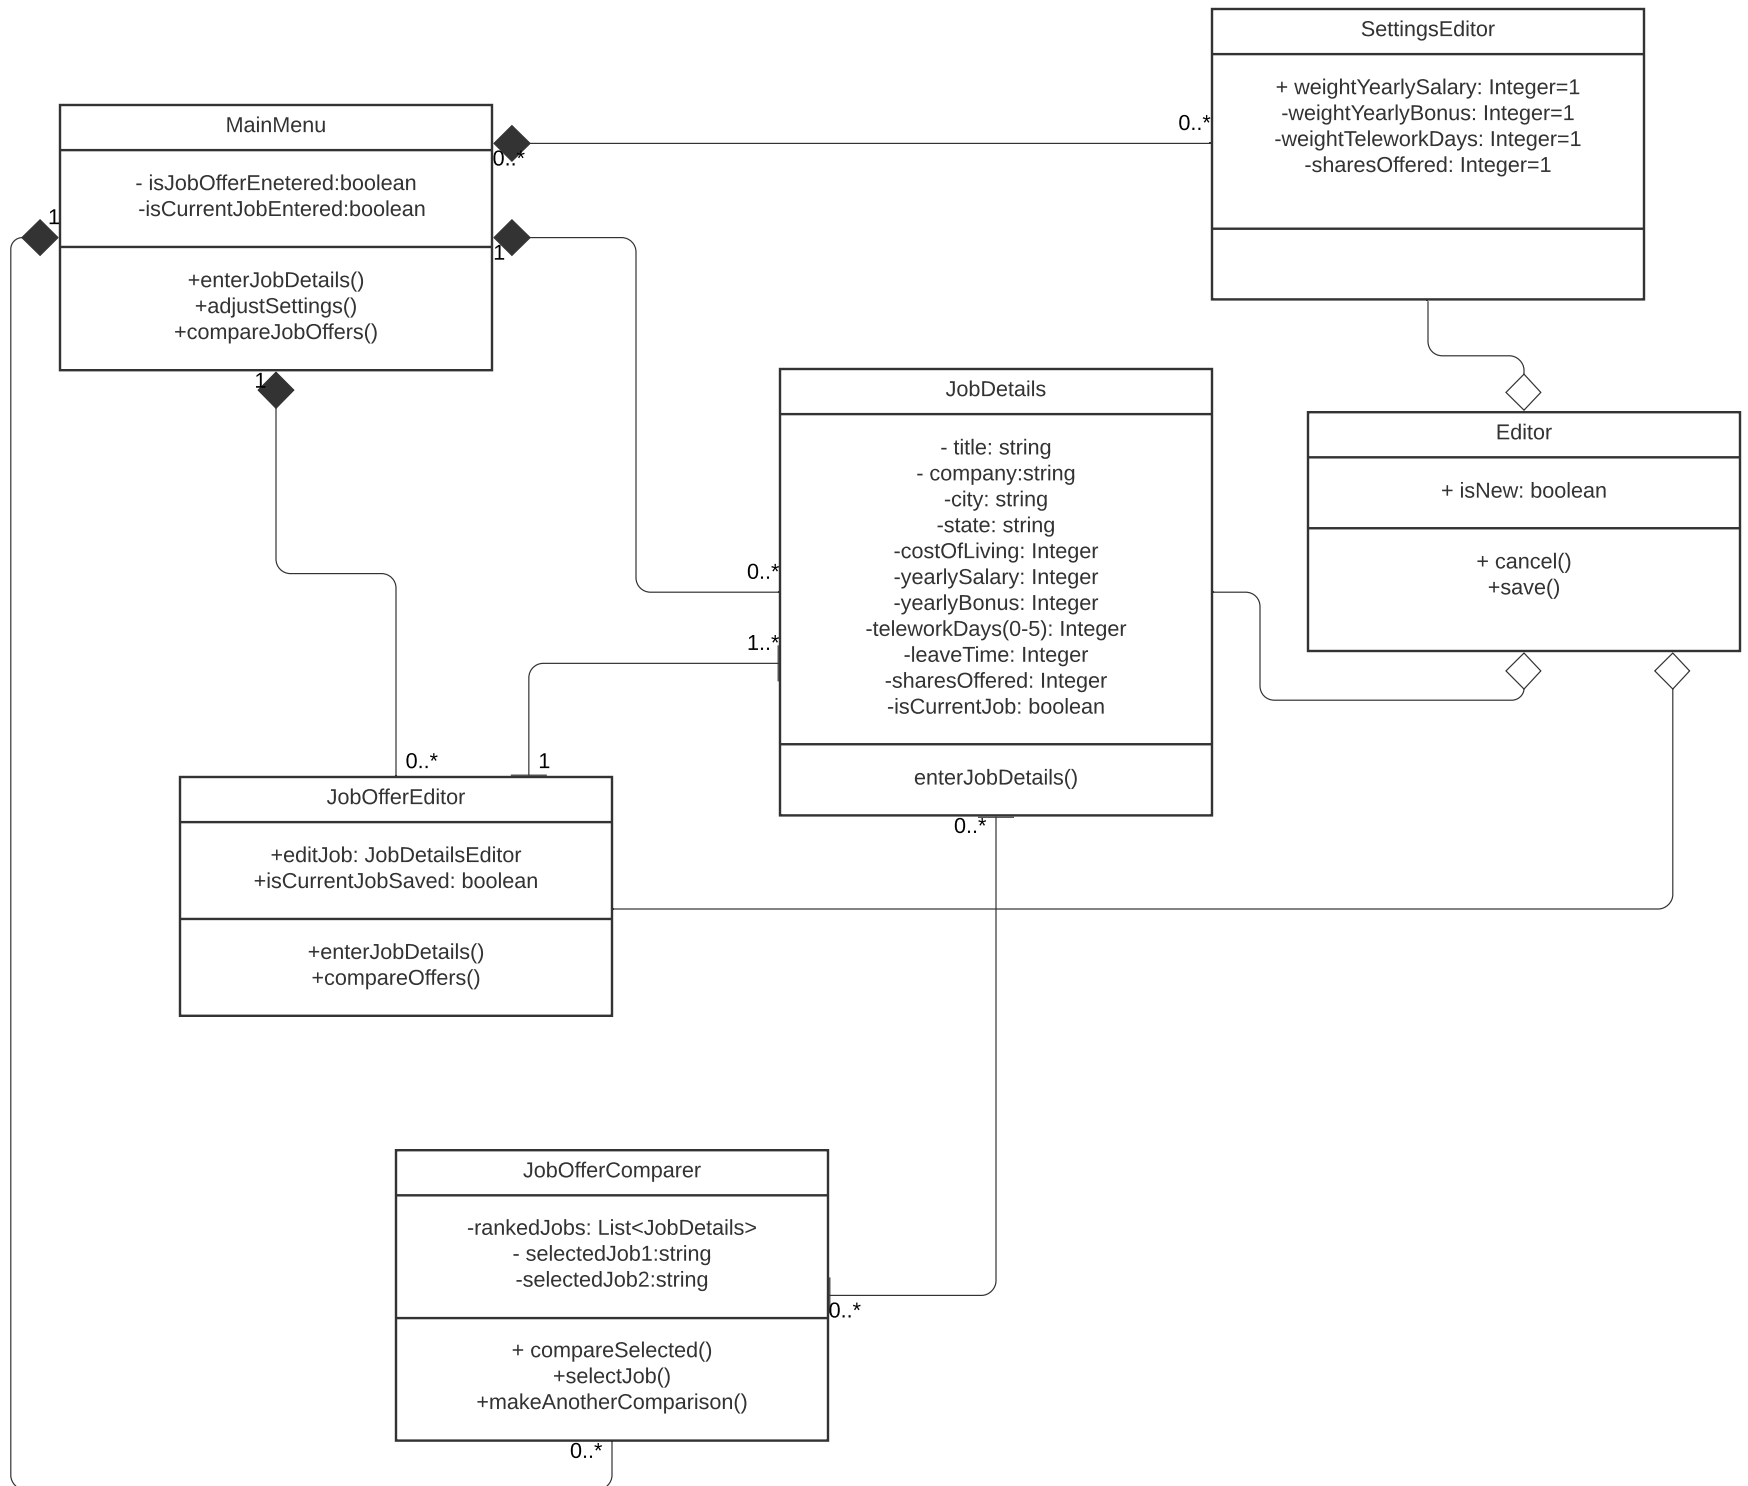 SettingsEditor
+ weightYearlySalary: Integer=1
-weightYearlyBonus: Integer=1
-weightTeleworkDays: Integer=1
-sharesOffered: Integer=1
0..*
MainMenu
- isJobOfferEnetered:boolean
-isCurrentJobEntered:boolean
+enterJobDetails()
+adjustSettings()
+compareJobOffers()
0..*
1
1
1
JobDetails
- title: string
- company:string
-city: string
-state: string
-costOfLiving: Integer
-yearlySalary: Integer
-yearlyBonus: Integer
-teleworkDays(0-5): Integer
-leaveTime: Integer
-sharesOffered: Integer
-isCurrentJob: boolean
enterJobDetails()
0..*
1..*
0..*
Editor
+ isNew: boolean
+ cancel()
+save()
0..*
1
JobOfferEditor
+editJob: JobDetailsEditor
+isCurrentJobSaved: boolean
+enterJobDetails()
+compareOffers()
JobOfferComparer
-rankedJobs: List<JobDetails>
- selectedJob1:string
-selectedJob2:string
+ compareSelected()
+selectJob()
+makeAnotherComparison()
0..*
0..*